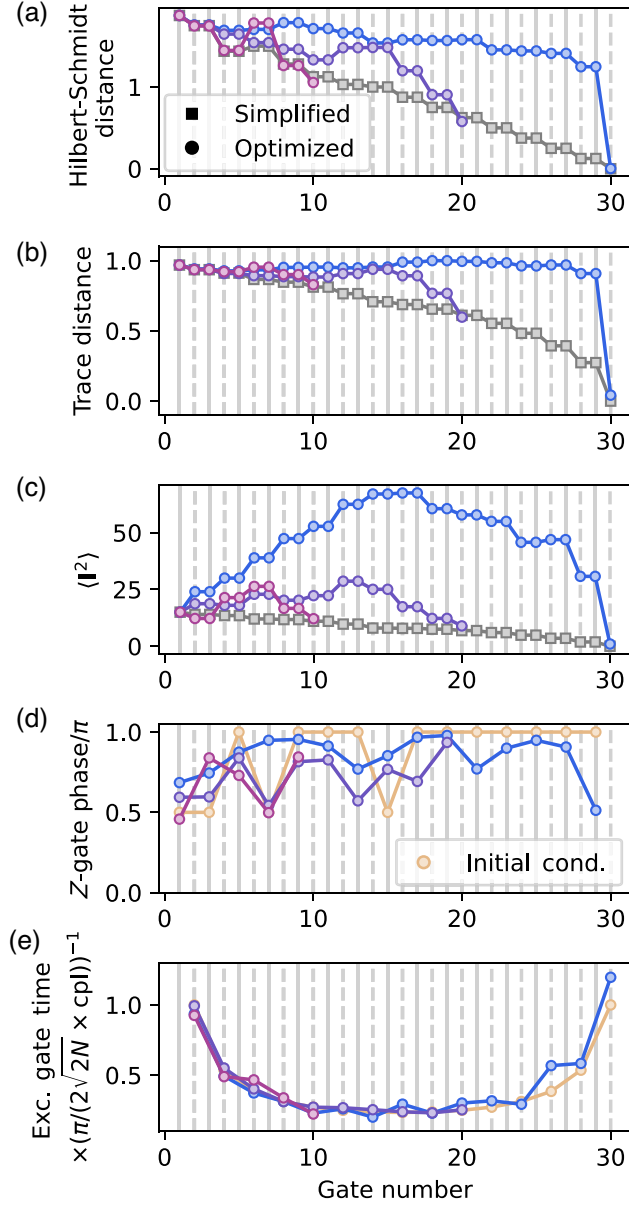 (a)
Hilbert-Schmidt
distance
1
0
Simplified
Optimized
0
10
20
30
(b)
Trace distance
1.0
0.5
0.0
0
10
20
30
(c)
⟨I²⟩
50
25
0
0
10
20
30
(d)
Z-gate phase/π
1.0
0.5
0.0
Initial cond.
0
10
20
30
(e)
Exc. gate time
×(π/(2√2N × cpl))⁻¹
1.0
0.5
0
10
20
30
Gate number